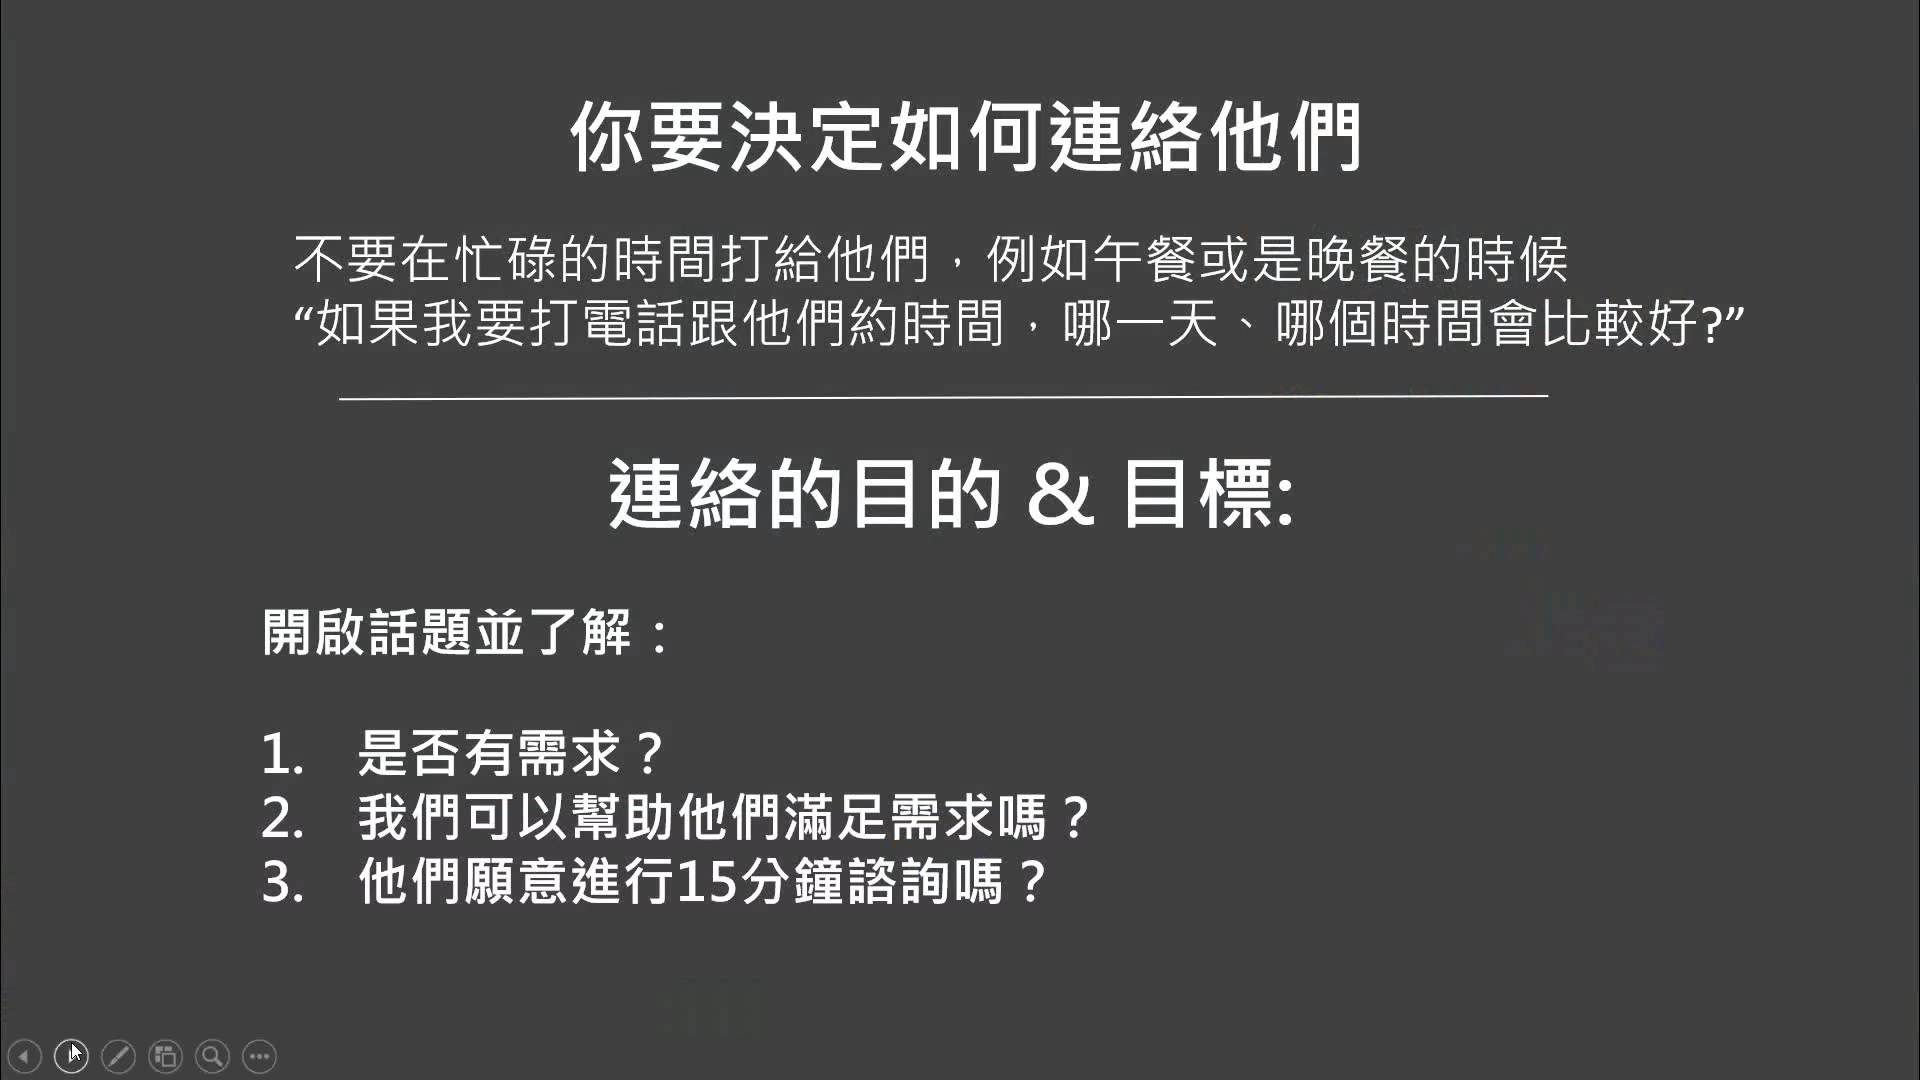 你要決定如何連絡他們
不要在忙碌的時間打給他們，例如午餐或是晚餐的時候
“如果我要打電話跟他們約時間，哪一天、哪個時間會比較好?”
連絡的目的 & 目標:
開啟話題並了解：
1. 是否有需求？
2. 我們可以幫助他們滿足需求嗎？
3. 他們願意進行15分鐘諮詢嗎？